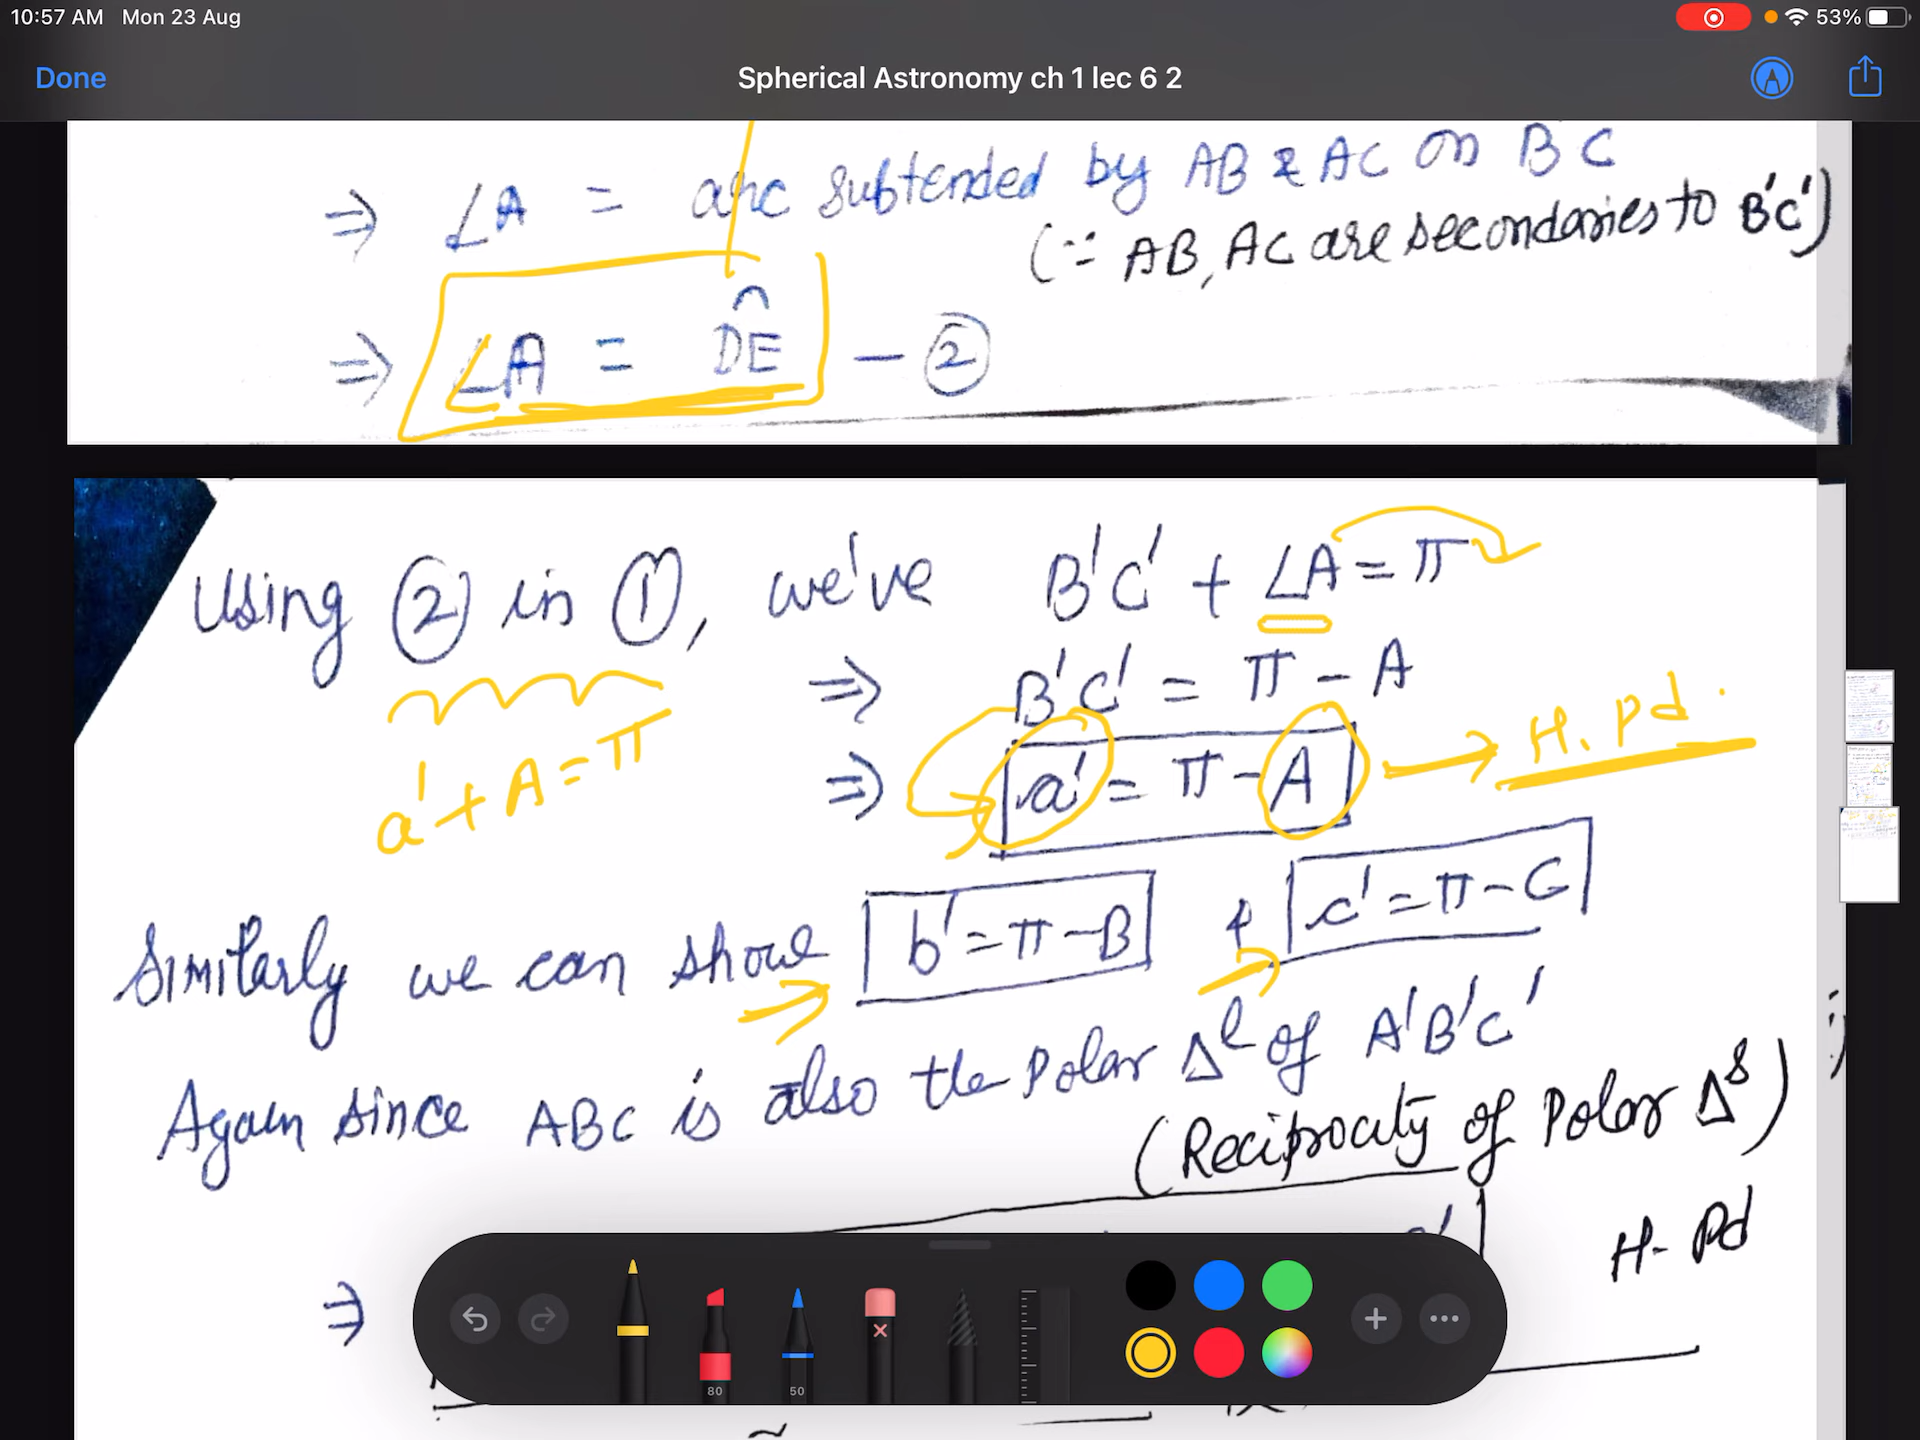 10:57 AM Mon 23 Aug
53%
Done
Spherical Astronomy ch 1 lec 6 2
⇒ ∠A = arc subtended by AB & AC on B C
(∵ AB, AC are secondaries to B'C')
⇒ ∠A = DE - ②
Using ② in ①, we've B'C' + ∠A = π
⇒ B'C' = π - A
a' + A = π
⇒ a' = π - A → H. Pd.
Similarly we can show b' = π - B & c' = π - C
Again since ABC is also the Polar Δle of A'B'C'
(Reciprocity of Polar Δs)
H- Pd
⇒
80
50